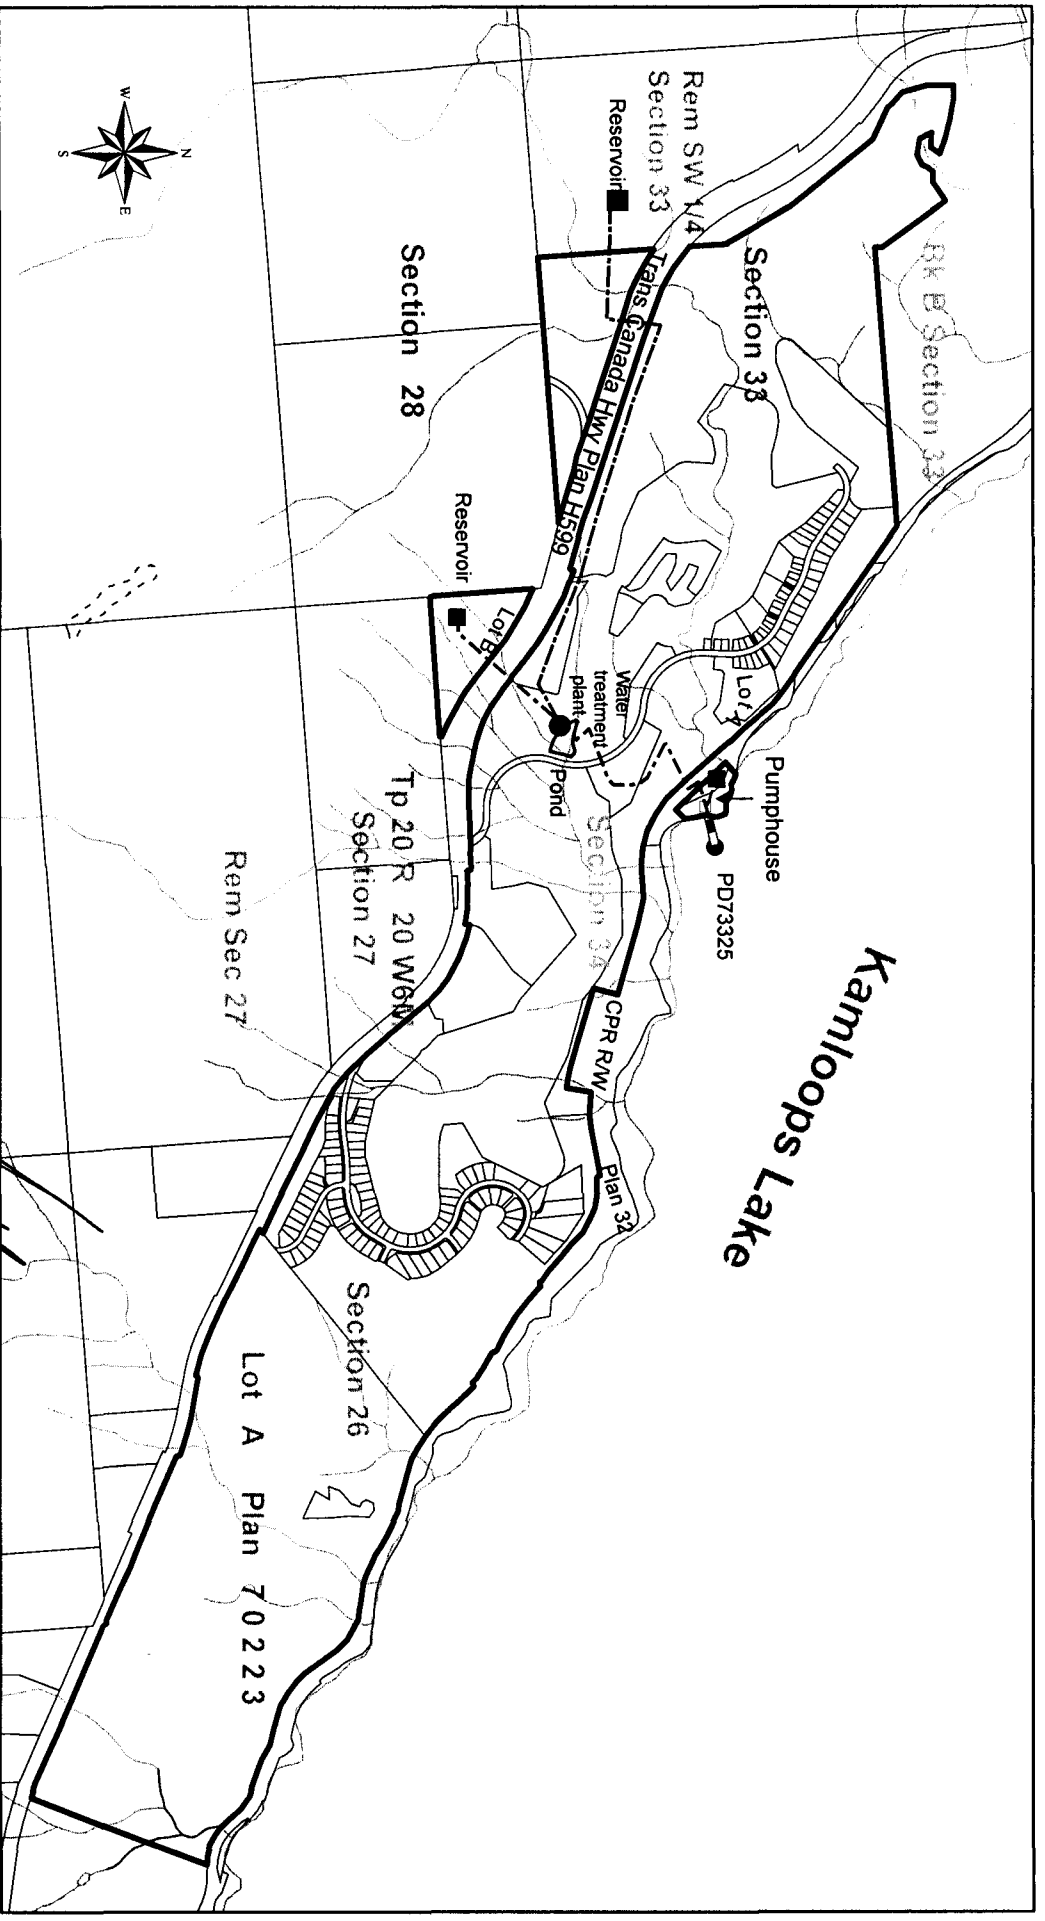 Kamloops Lake
Bk B Section 33
Section 33
Rem SW 1/4
Section 33
Reservoir
Trans Canada Hwy Plan H599
Section 28
Reservoir
Lot B
Lot A
Water
treatment
plant
Pond
Pumphouse
PD73325
Section 34
CPR R/W
Plan 32
Tp 20 R 20 W6M
Section 27
Rem Sec 27
Section 26
Lot A Plan 70223
N
W
E
S